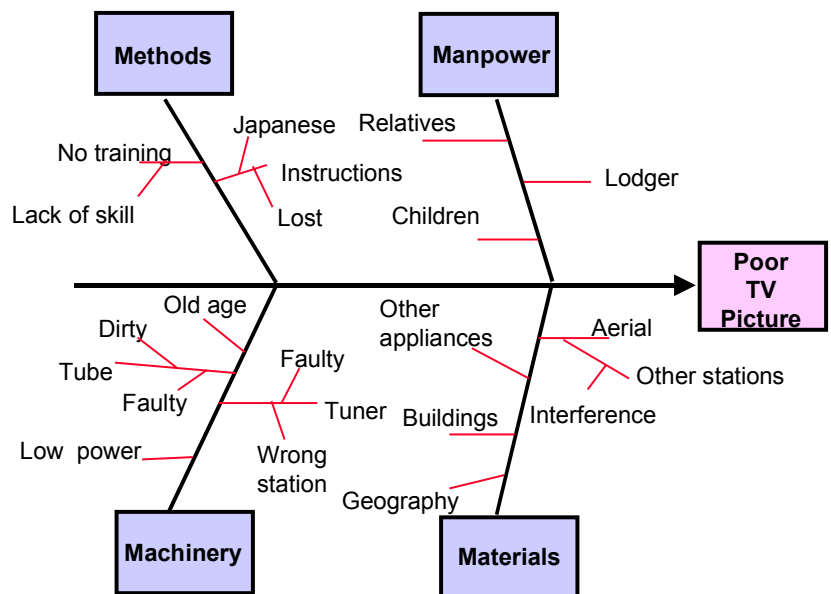 Methods
Manpower
Japanese
Relatives
No training
Instructions
Lodger
Lack of skill
Lost
Children
Poor
TV
Picture
Old age
Other
appliances
Aerial
Dirty
Faulty
Tube
Other stations
Faulty
Tuner
Buildings
Interference
Low  power
Wrong
station
Geography
Machinery
Materials